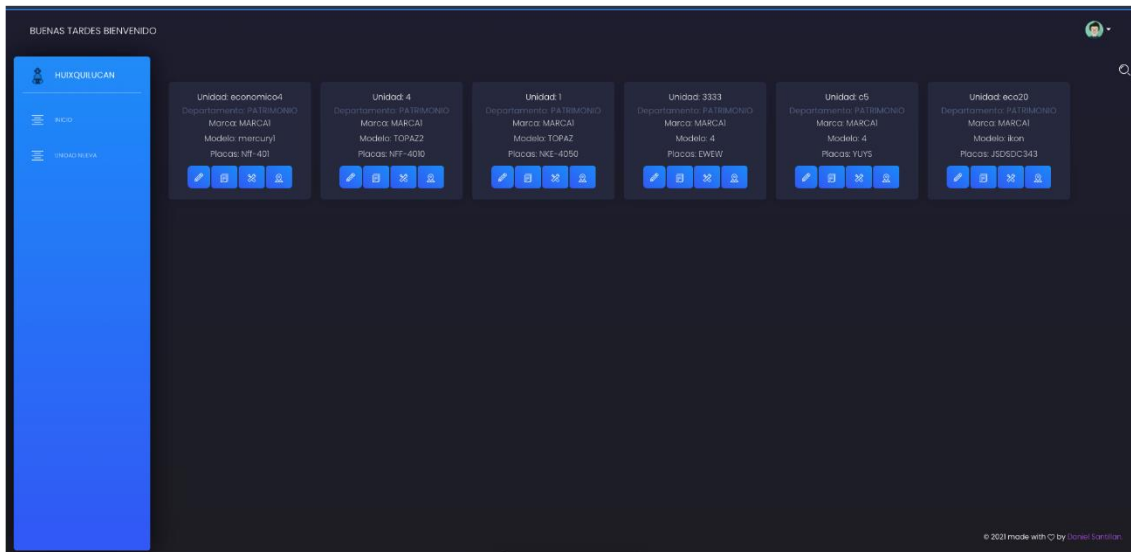 BUENAS TARDES BIENVENIDO
HUIXQUILUCAN
INICIO
UNIDAD NUEVA
Unidad: economico4
Departamento: PATRIMONIO
Marca: MARCA1
Modelo: mercury1
Placas: Nff-401
Unidad: 4
Departamento: PATRIMONIO
Marca: MARCA1
Modelo: TOPAZ2
Placas: NFF-4010
Unidad: 1
Departamento: PATRIMONIO
Marca: MARCA1
Modelo: TOPAZ
Placas: NKE-4050
Unidad: 3333
Departamento: PATRIMONIO
Marca: MARCA1
Modelo: 4
Placas: EWEW
Unidad: c5
Departamento: PATRIMONIO
Marca: MARCA1
Modelo: 4
Placas: YUYS
Unidad: eco20
Departamento: PATRIMONIO
Marca: MARCA1
Modelo: ikon
Placas: JSDSDC343
© 2021 made with ♡ by Daniel Santillan